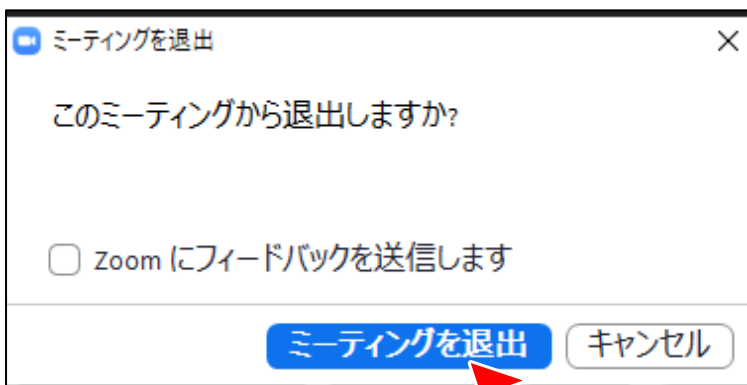 ミーティングを退出
このミーティングから退出しますか?
Zoom にフィードバックを送信します
ミーティングを退出 キャンセル